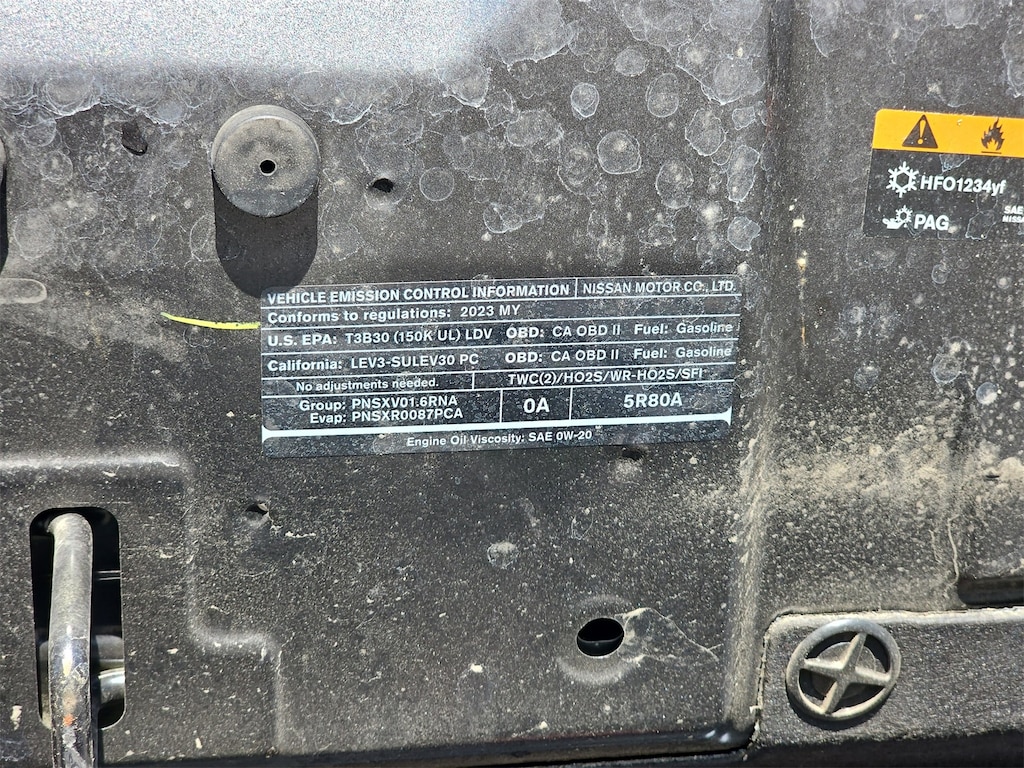 VEHICLE EMISSION CONTROL INFORMATION NISSAN MOTOR CO., LTD.
Conforms to regulations: 2023 MY
U.S. EPA: T3B30 (150K UL) LDV OBD: CA OBD II Fuel: Gasoline
California: LEV3-SULEV30 PC OBD: CA OBD II Fuel: Gasoline
No adjustments needed. TWC(2)/HO2S/WR-HO2S/SFI
Group: PNSXV01.6RNA
Evap: PNSXR0087PCA
0A 5R80A
Engine Oil Viscosity: SAE 0W-20
HFO1234yf
PAG
SAE